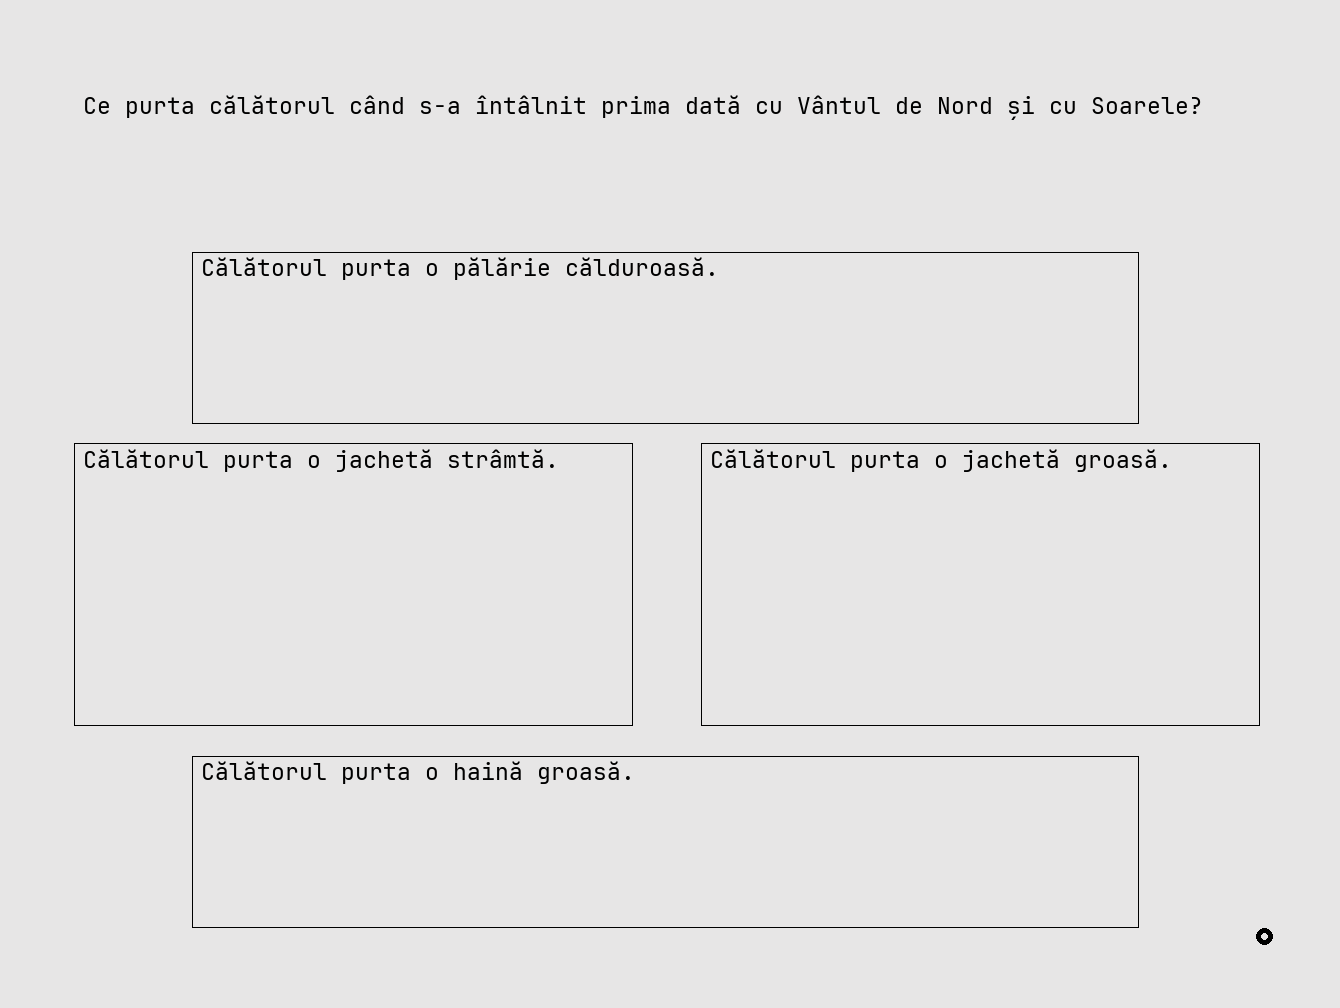 Ce purta călătorul când s-a întâlnit prima dată cu Vântul de Nord și cu Soarele?
Călătorul purta o pălărie călduroasă.
Călătorul purta o jachetă strâmtă.
Călătorul purta o jachetă groasă.
Călătorul purta o haină groasă.